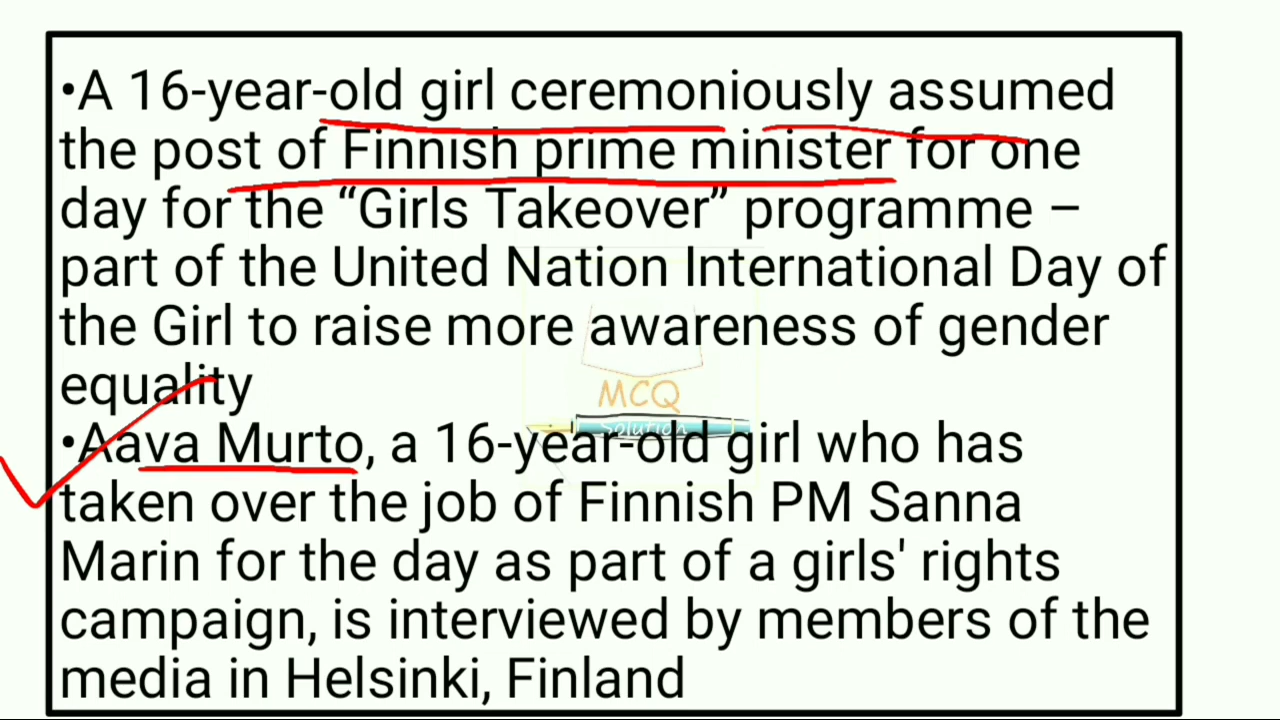 •A 16-year-old girl ceremoniously assumed
the post of Finnish prime minister for one
day for the “Girls Takeover” programme –
part of the United Nation International Day of
the Girl to raise more awareness of gender
equality
MCQ
Solution
•Aava Murto, a 16-year-old girl who has
taken over the job of Finnish PM Sanna
Marin for the day as part of a girls' rights
campaign, is interviewed by members of the
media in Helsinki, Finland